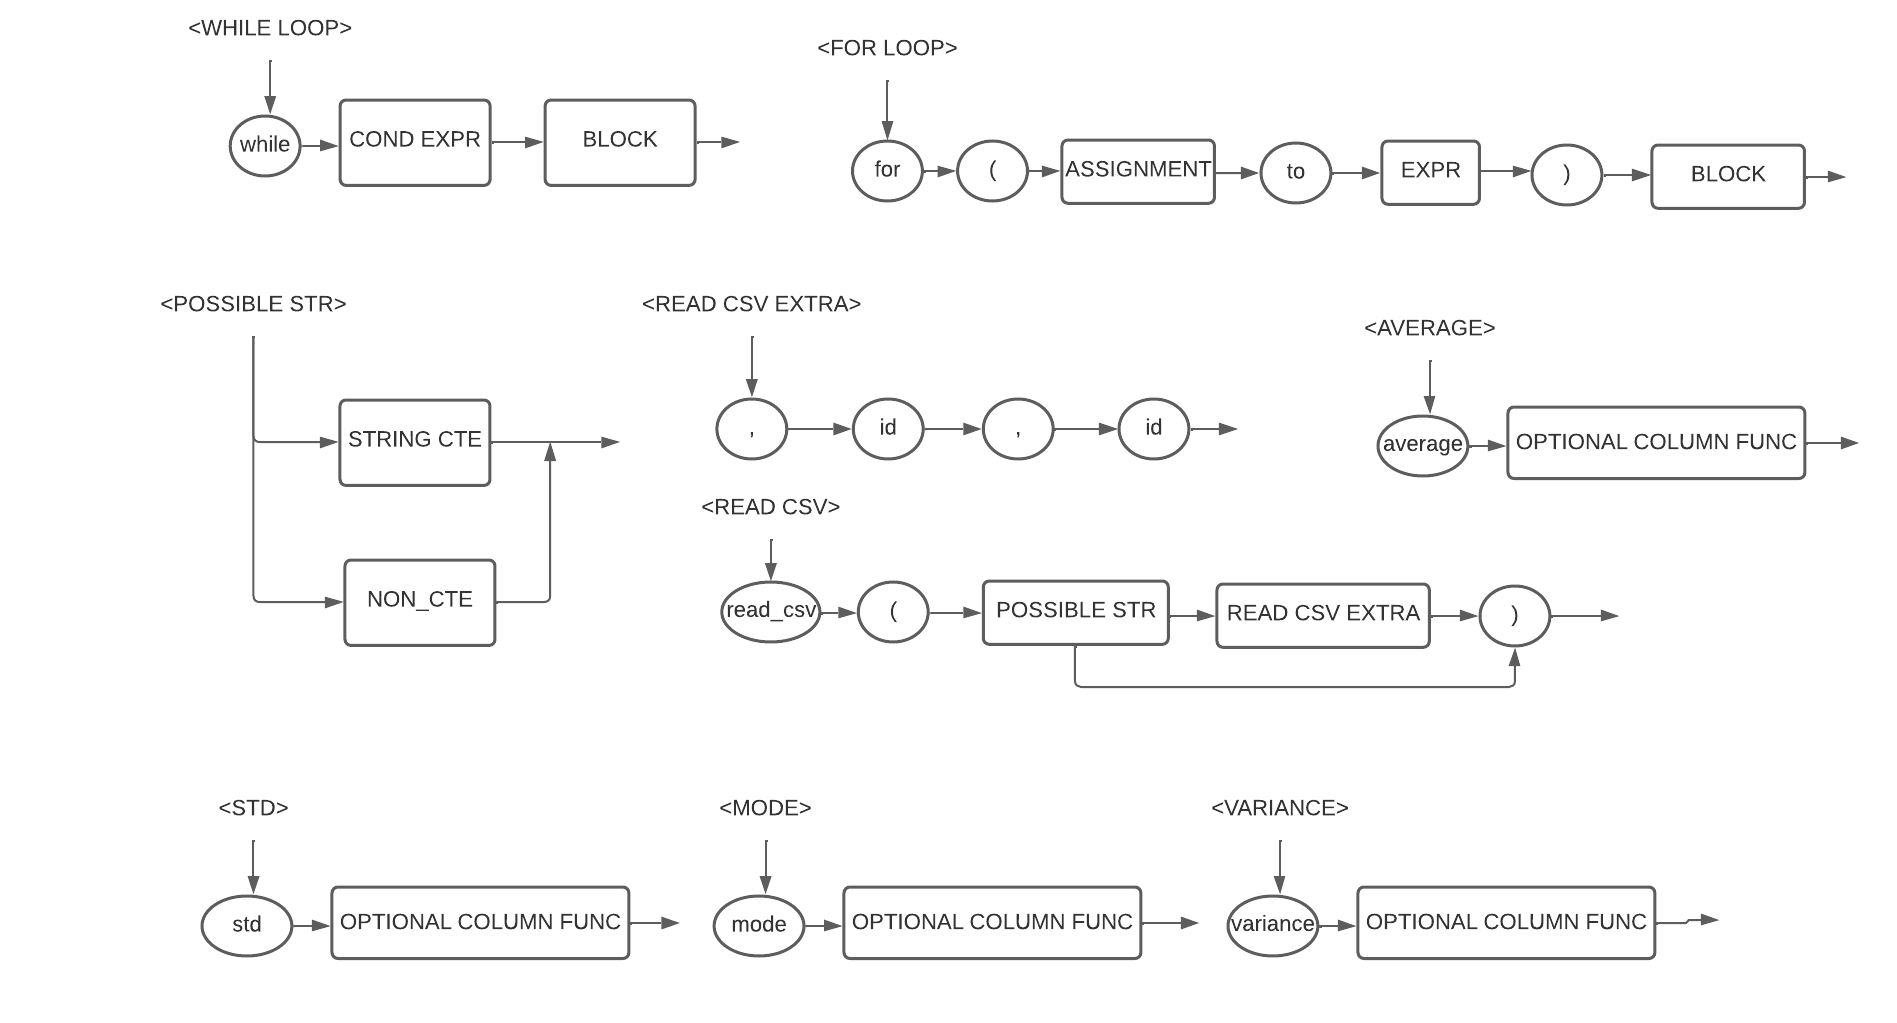 <WHILE LOOP>
while
COND EXPR
BLOCK
<FOR LOOP>
for
(
ASSIGNMENT
to
EXPR
)
BLOCK
<POSSIBLE STR>
STRING CTE
NON_CTE
<READ CSV EXTRA>
,
id
,
id
<AVERAGE>
average
OPTIONAL COLUMN FUNC
<READ CSV>
read_csv
(
POSSIBLE STR
READ CSV EXTRA
)
<STD>
std
OPTIONAL COLUMN FUNC
<MODE>
mode
OPTIONAL COLUMN FUNC
<VARIANCE>
variance
OPTIONAL COLUMN FUNC